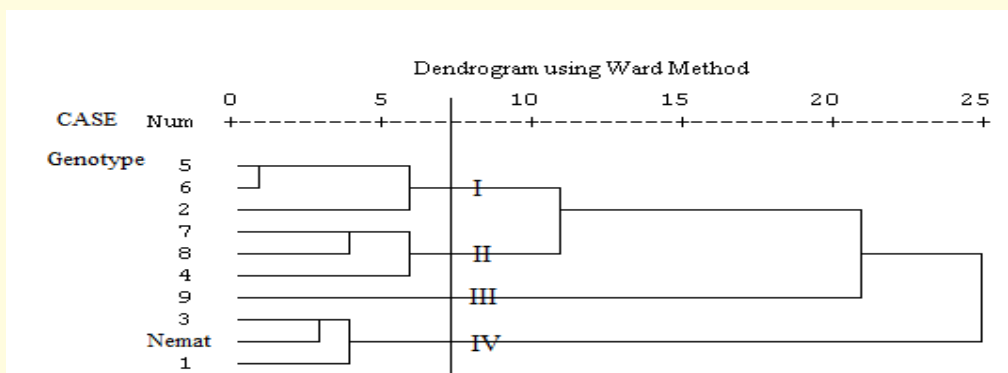 Dendrogram using Ward Method
0 5 10 15 20 25
CASE Num +---------+---------+---------+---------+---------+
Genotype 5
6 I
2
7
8 II
4
9 III
3
Nemat IV
1